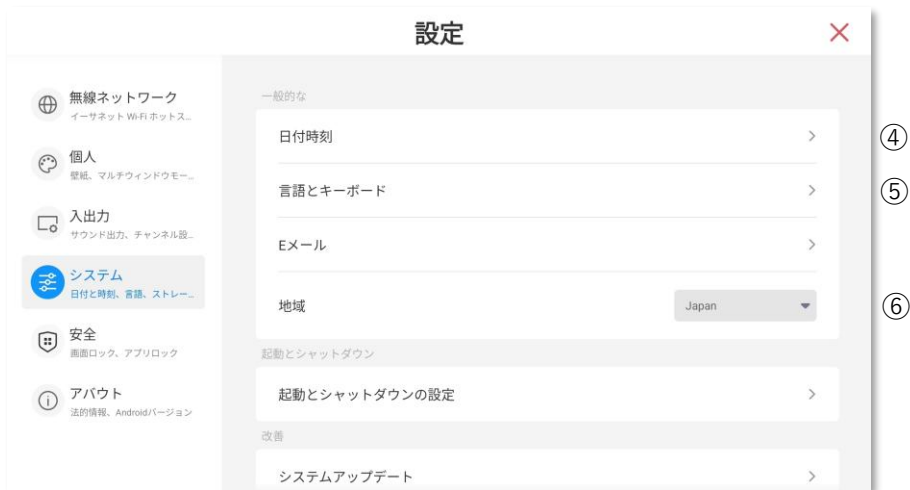 設定
無線ネットワーク
イーサネット Wi-Fi ホットス...
個人
壁紙、マルチウィンドウモー...
入出力
サウンド出力、チャンネル設...
システム
日付と時刻、言語、ストレー...
安全
画面ロック、アプリロック
アバウト
法的情報、Androidバージョン
一般的な
日付時刻
④
言語とキーボード
⑤
Eメール
地域
Japan
⑥
起動とシャットダウン
起動とシャットダウンの設定
改善
システムアップデート